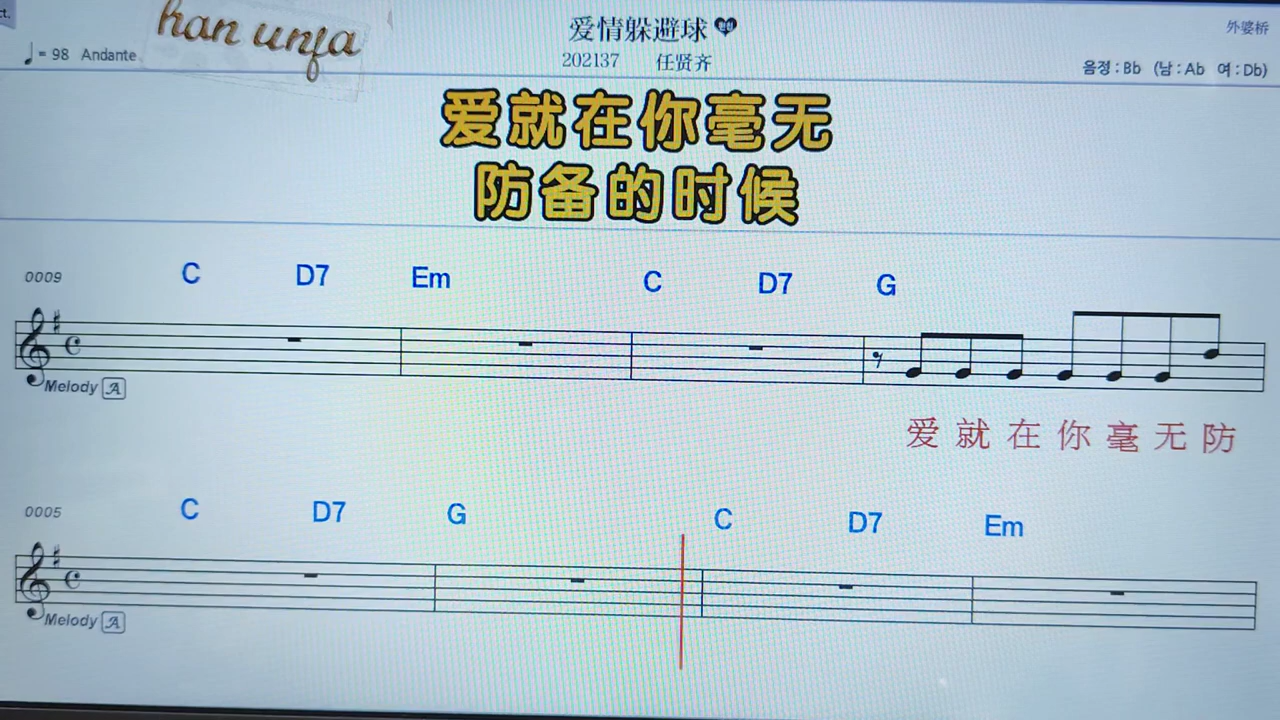 ct.
han unfa
爱情躲避球
外婆桥
= 98 Andante
202137 任贤齐
음정 : Bb (남 : Ab 여 : Db)
爱就在你毫无
防备的时候
0009 C D7 Em C D7 G
Melody A
爱 就 在 你 毫 无 防
0005 C D7 G C D7 Em
Melody A